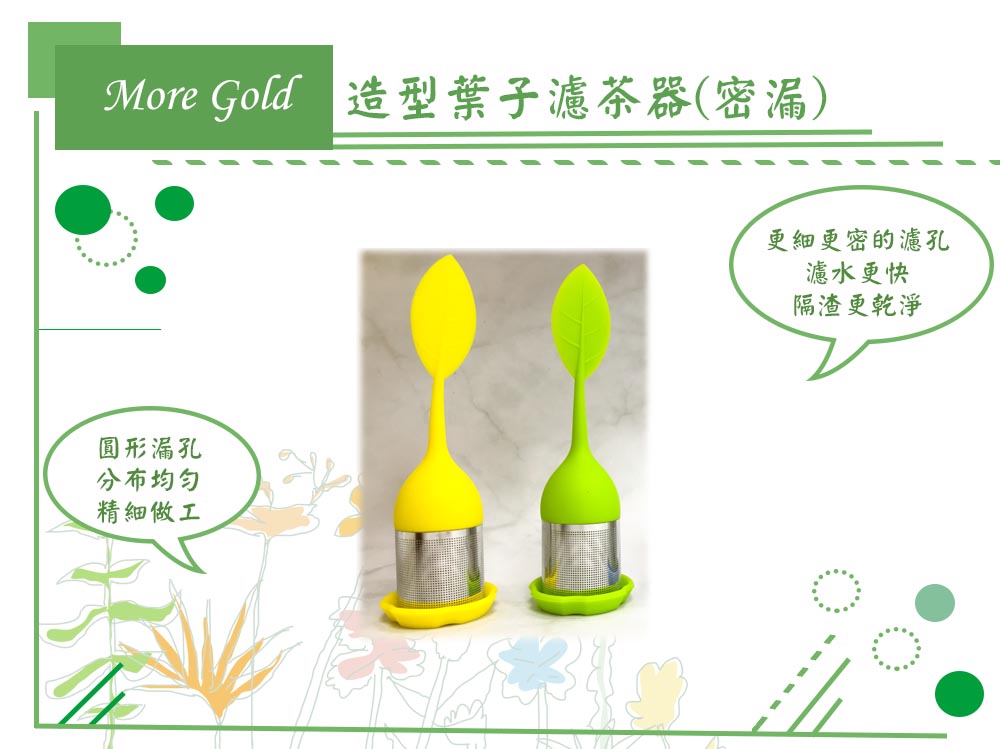 More Gold
造型葉子濾茶器(密漏)
更細更密的濾孔
濾水更快
隔渣更乾淨
圓形漏孔
分布均勻
精細做工